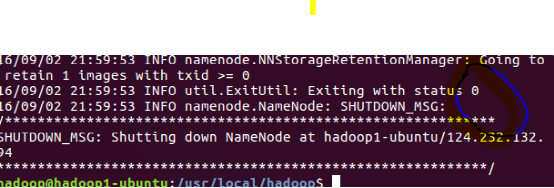 16/09/02 21:59:53 INFO namenode.NNStorageRetentionManager: Going to
retain 1 images with txid >= 0
16/09/02 21:59:53 INFO util.ExitUtil: Exiting with status 0
16/09/02 21:59:53 INFO namenode.NameNode: SHUTDOWN_MSG:
/************************************************************
SHUTDOWN_MSG: Shutting down NameNode at hadoop1-ubuntu/124.232.132.
94
************************************************************/
hadoop@hadoop1-ubuntu:/usr/local/hadoop$